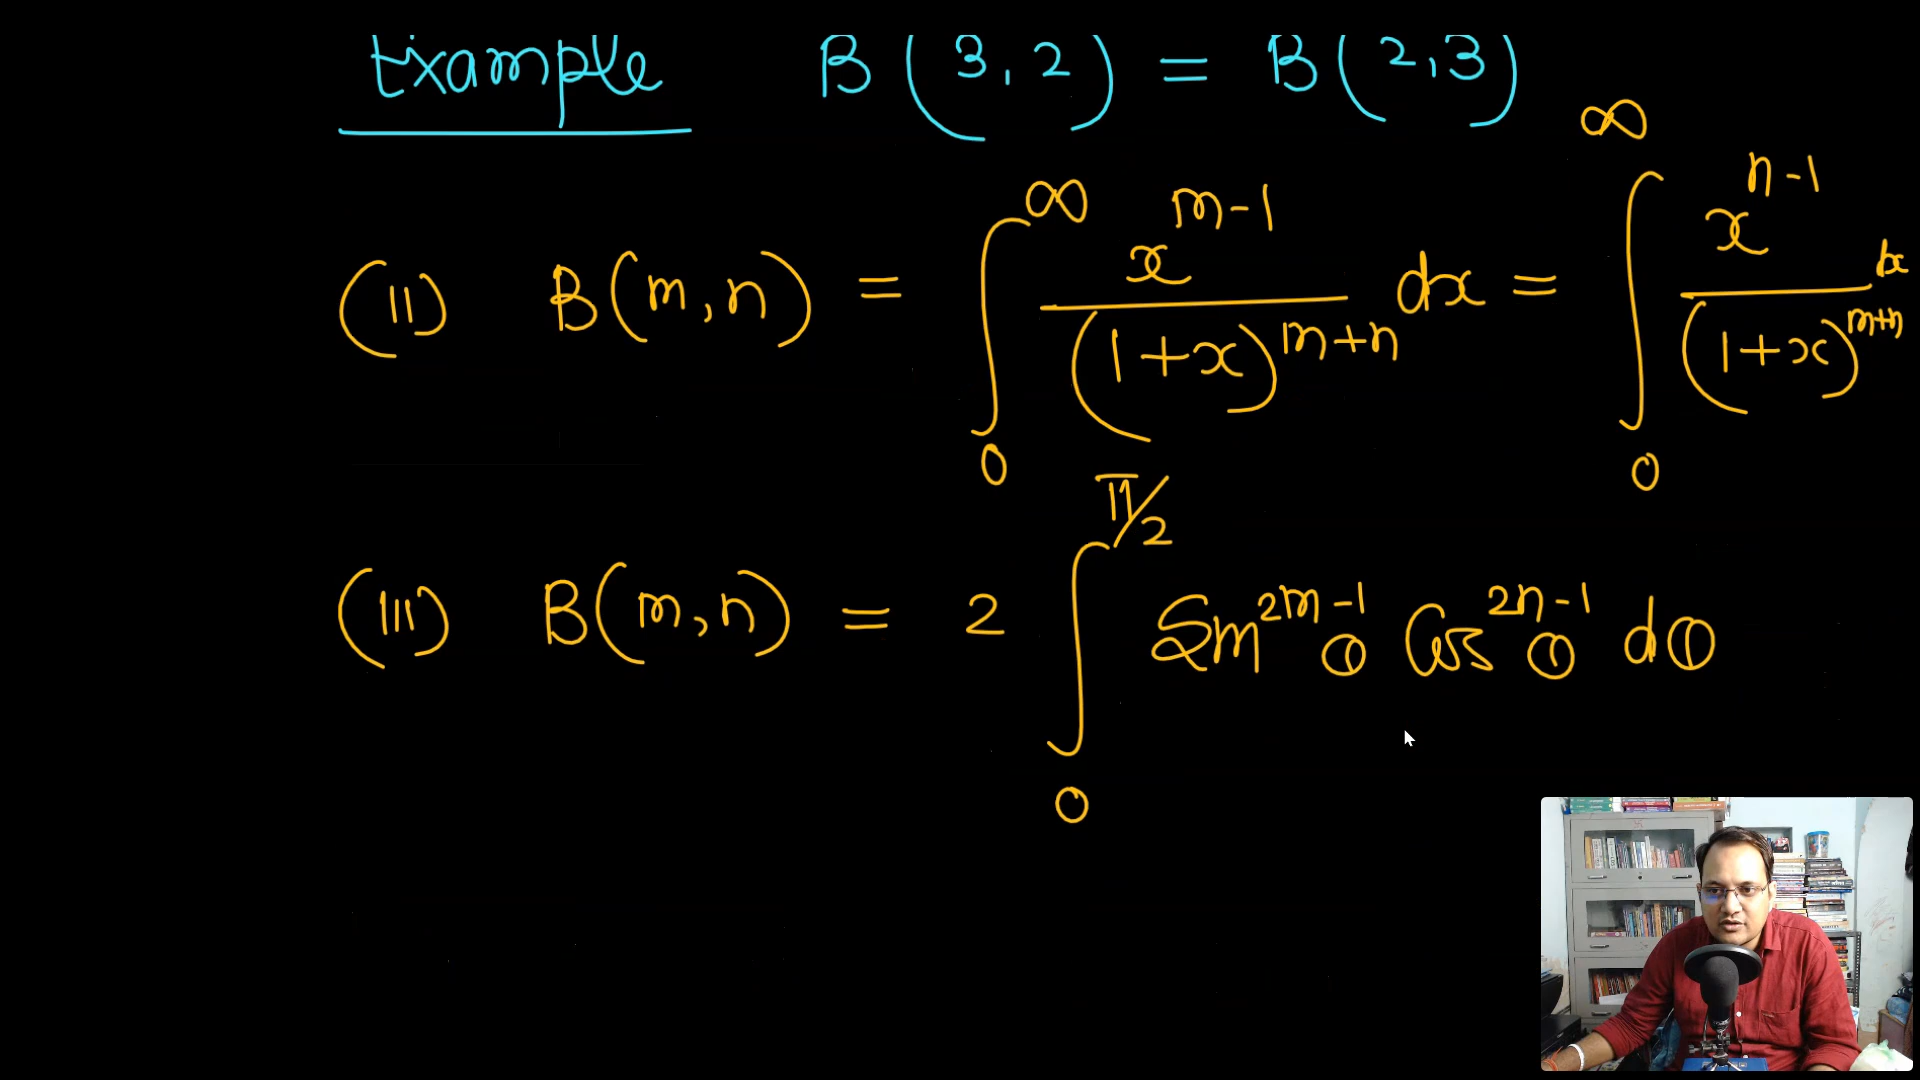 Example B(3,2) = B(2,3)
(II) B(m,n) = ∫₀^∞ x^(m-1) / (1+x)^(m+n) dx = ∫₀^∞ x^(n-1) / (1+x)^(m+n) dx
(III) B(m,n) = 2 ∫₀^(π/2) Sin^(2m-1) θ Cos^(2n-1) θ dθ